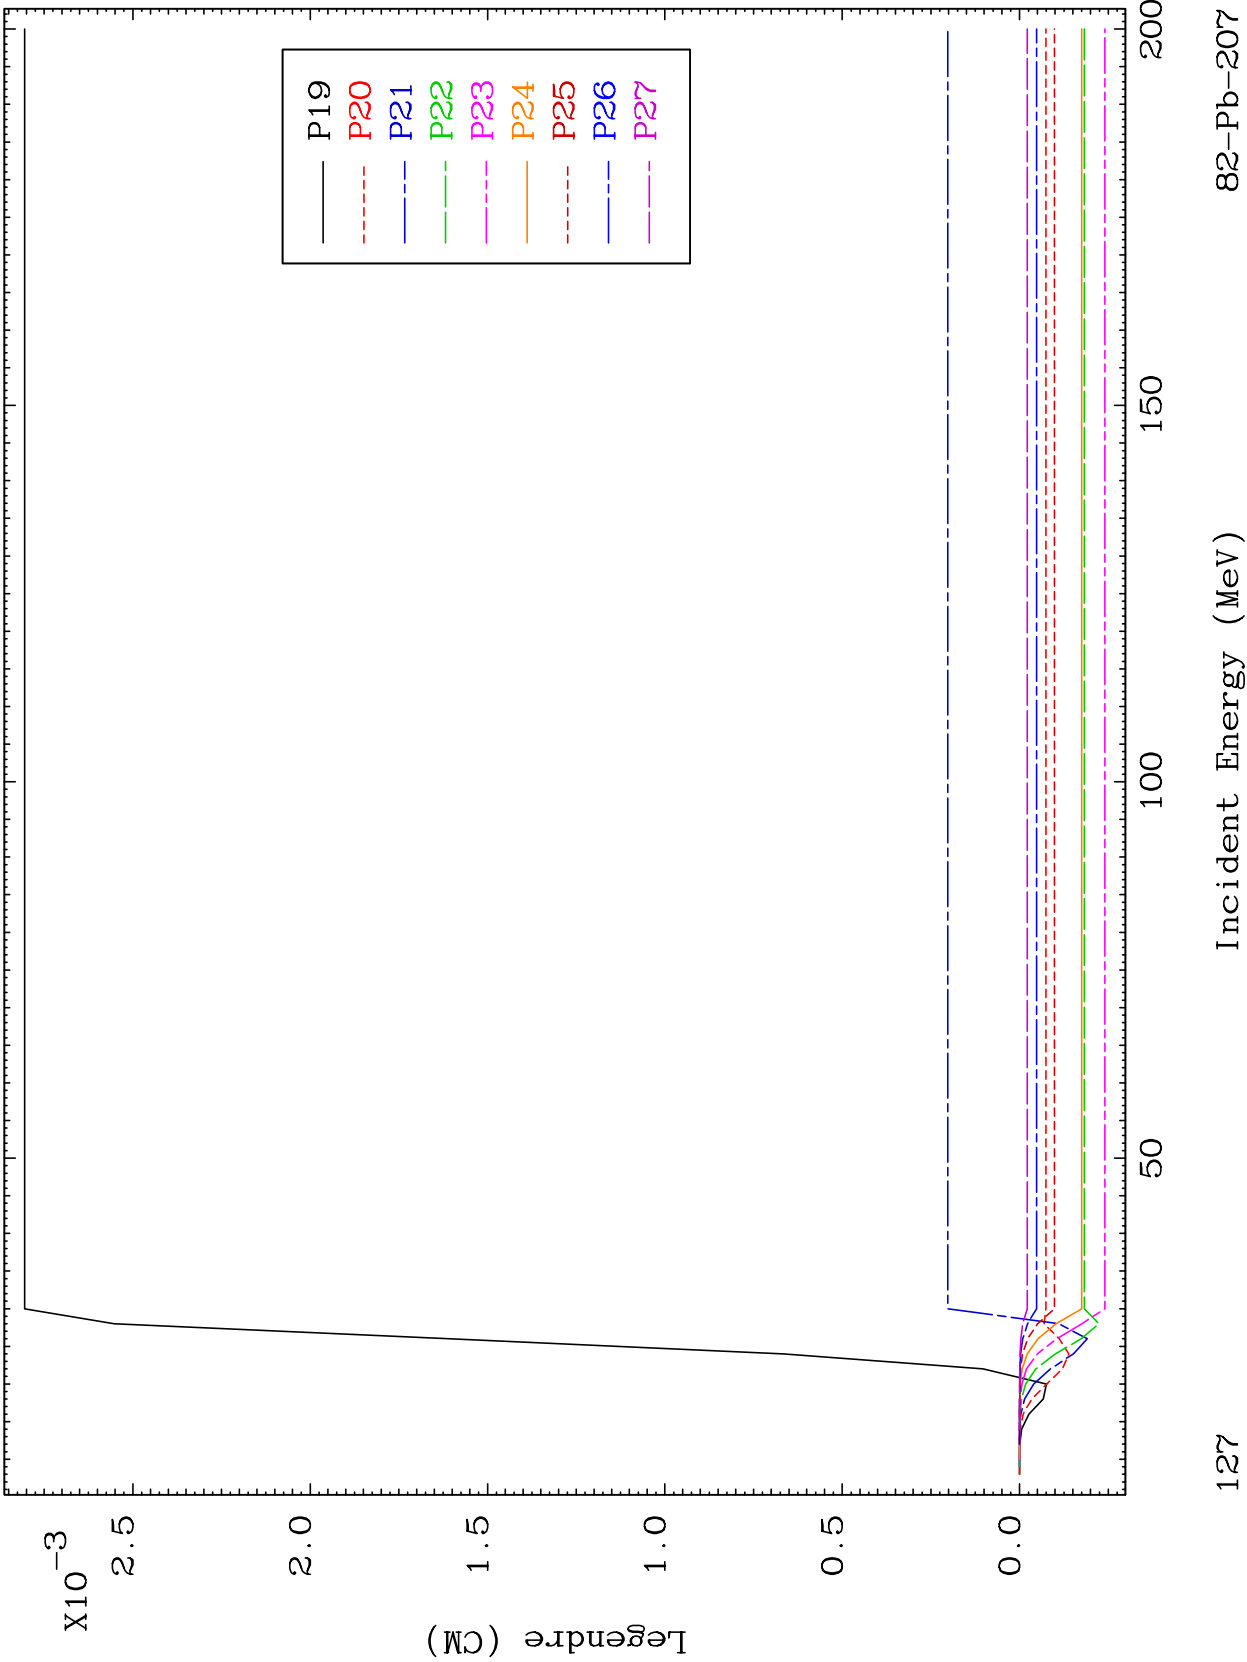 X10⁻³
2.5
2.0
1.5
1.0
0.5
0.0
Legendre (CM)
P19
P20
P21
P22
P23
P24
P25
P26
P27
50
100
150
200
127
Incident Energy (MeV)
82-Pb-207